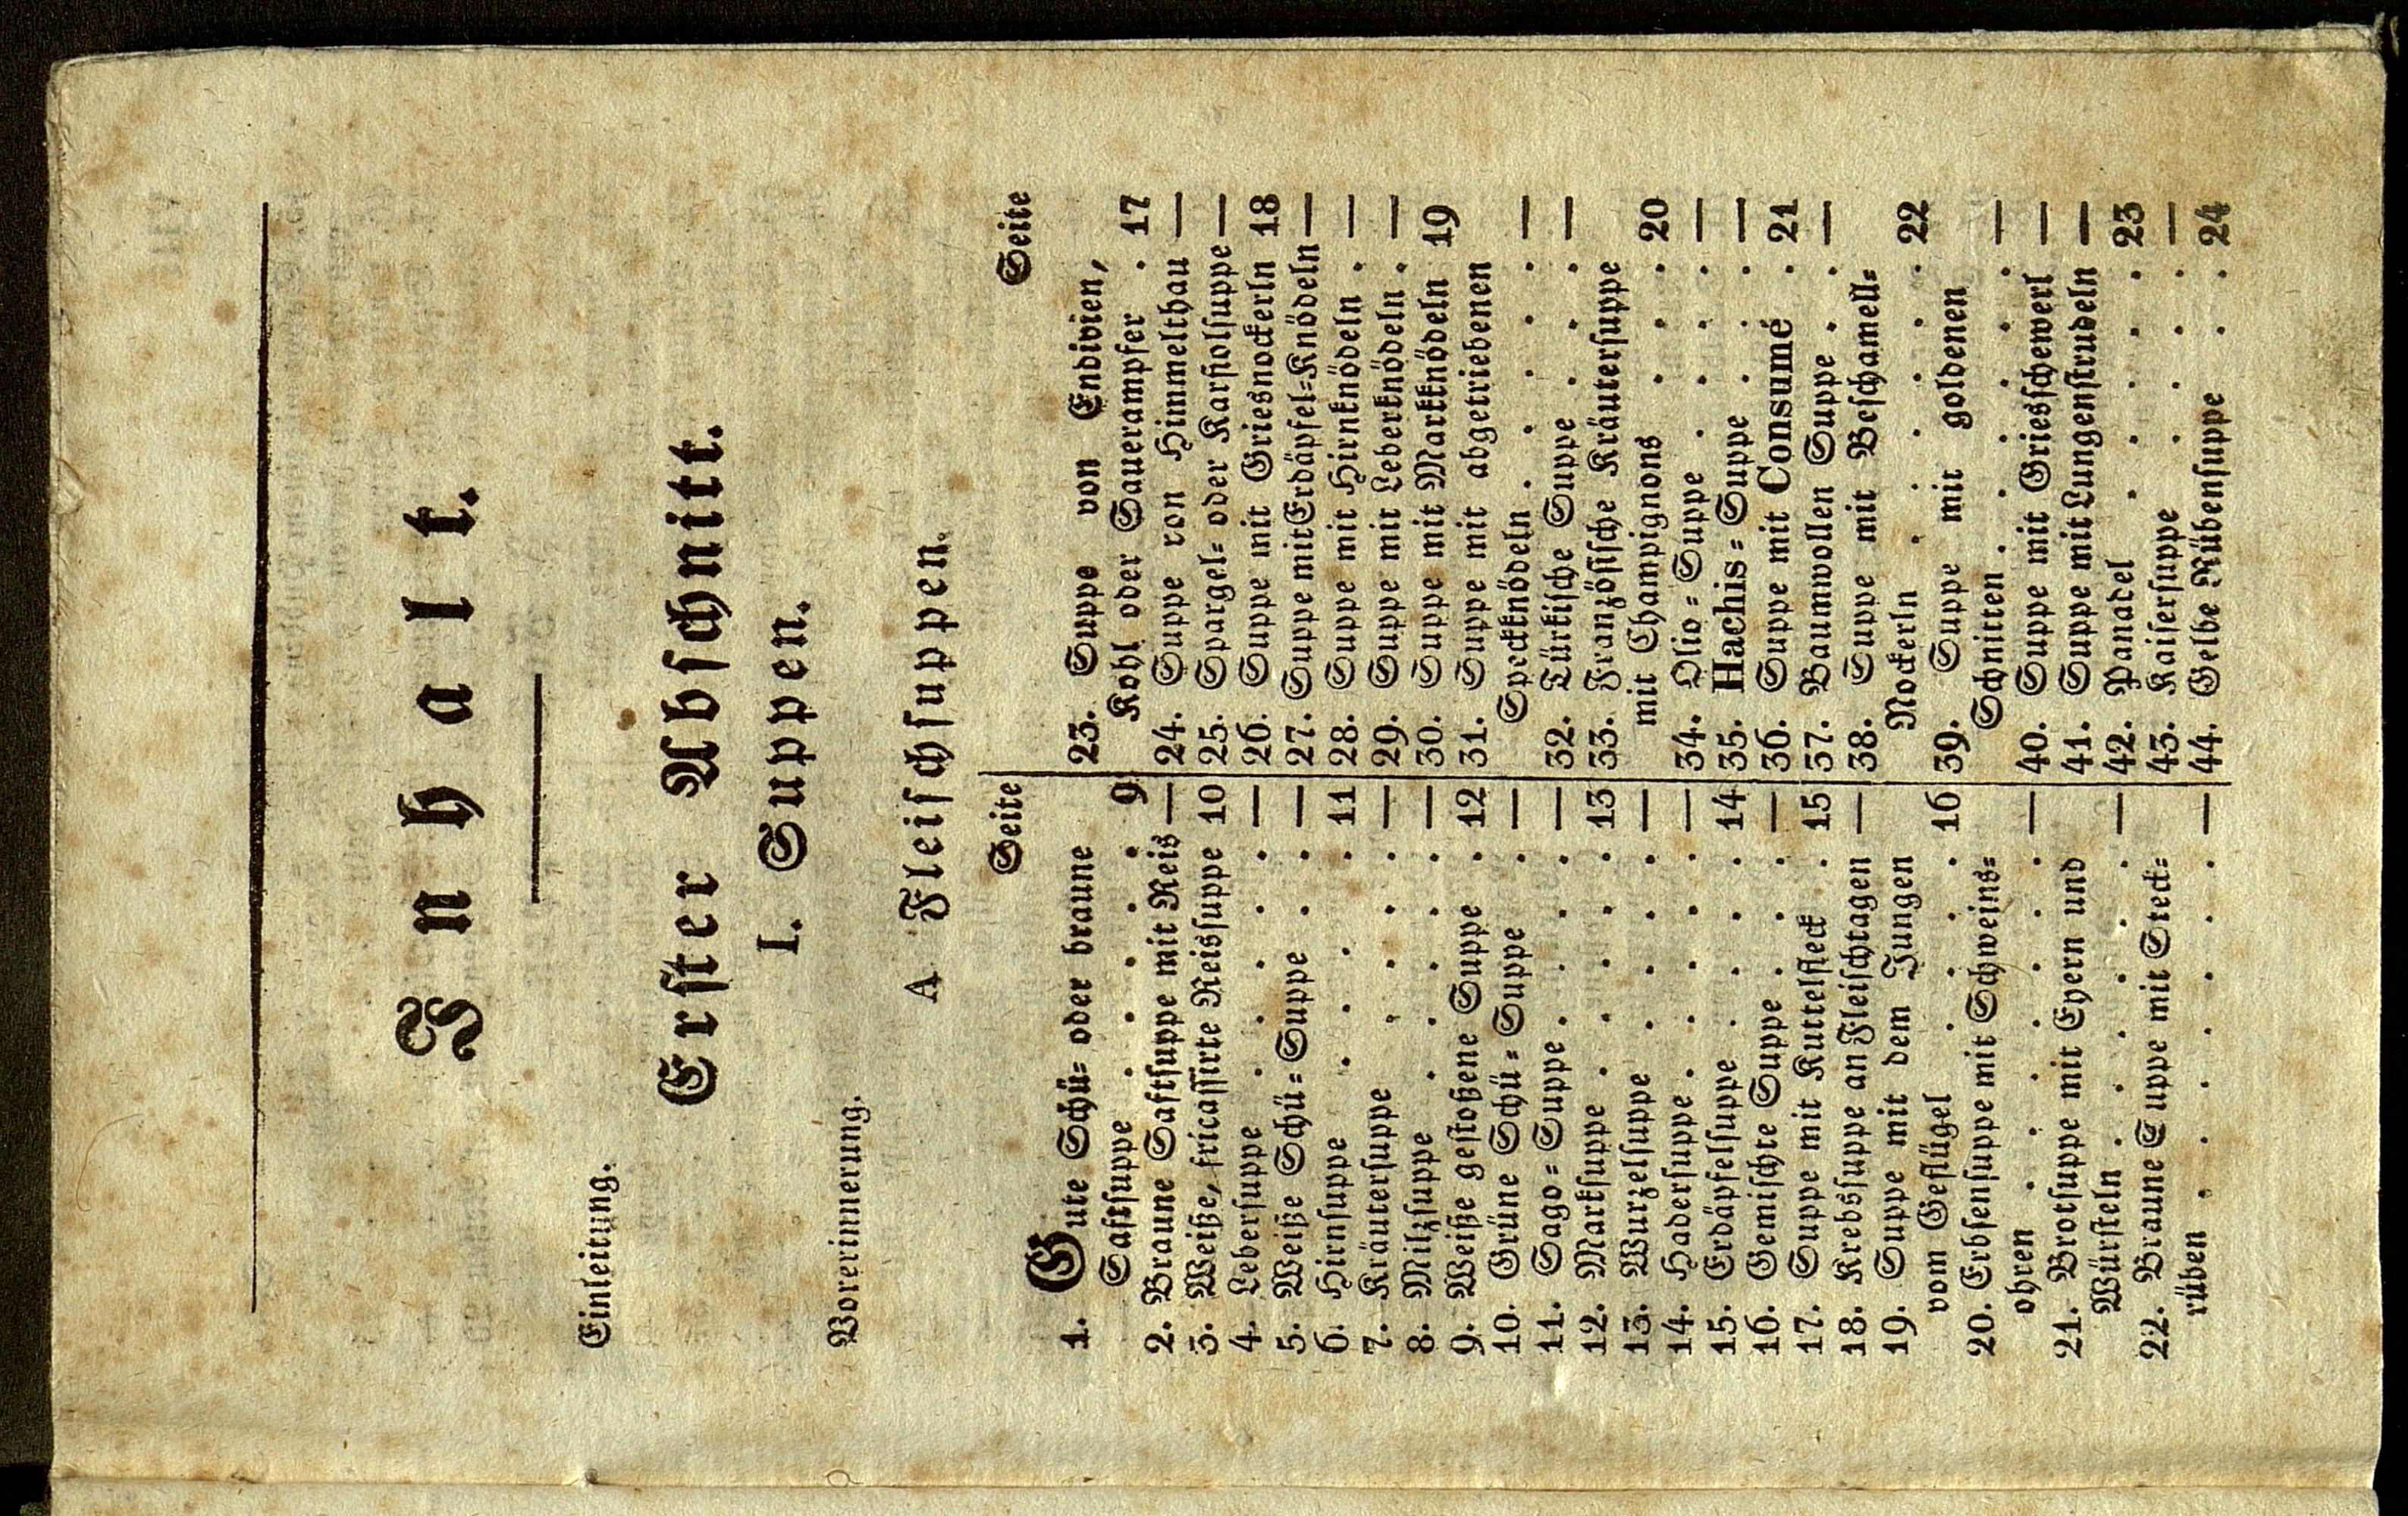 Inhalt.
Einleitung.
Erster Abschnitt.
I. Suppen.
Vorerinnerung.
A Fleischsuppen.
Seite
1. Gute Schü= oder braune
Saftsuppe . . . . . 9
2. Braune Saftsuppe mit Reis —
3. Weiße, fricassirte Reissuppe 10
4. Lebersuppe . . . . . —
5. Weiße Schü=Suppe . . —
6. Hirnsuppe . . . . . 11
7. Kräutersuppe . . . . —
8. Milzsuppe . . . . . —
9. Weiße gestoßene Suppe . 12
10. Grüne Schü=Suppe . —
11. Sago=Suppe . . . . —
12. Marksuppe . . . . . 13
13. Wurzelsuppe . . . . —
14. Hadersuppe . . . . . —
15. Erdäpfelsuppe . . . . 14
16. Gemischte Suppe . . . —
17. Suppe mit Kuttelfleck . 15
18. Krebssuppe an Fleischtagen —
19. Suppe mit dem Jungen
vom Geflügel . . . . 16
20. Erbsensuppe mit Schweins=
ohren . . . . . . . —
21. Brotsuppe mit Eyern und
Würsteln . . . . . . —
22. Braune Suppe mit Steck=
rüben . . . . . . . —
Seite
23. Suppe von Endivien,
Kohl oder Sauerampfer . 17
24. Suppe von Himmelthau —
25. Spargel= oder Karfiolsuppe —
26. Suppe mit Griesnockerln 18
27. Suppe mit Erdäpfel=Knödeln —
28. Suppe mit Hirnknödeln . —
29. Suppe mit Leberknödeln . —
30. Suppe mit Markknödeln 19
31. Suppe mit abgetriebenen
Speckknödeln . . . . . —
32. Türkische Suppe . . . —
33. Französische Kräutersuppe
mit Champignons . . . 20
34. Olio=Suppe . . . . —
35. Hachis=Suppe . . . —
36. Suppe mit Consumé . 21
37. Baumwollen Suppe . . —
38. Suppe mit Beschamell=
Nockerln . . . . . . 22
39. Suppe mit goldenen
Schnitten . . . . . . —
40. Suppe mit Griesschewerl —
41. Suppe mit Lungenstrudeln —
42. Panadel . . . . . 23
43. Kaisersuppe . . . . . —
44. Gelbe Rübensuppe . . . 24